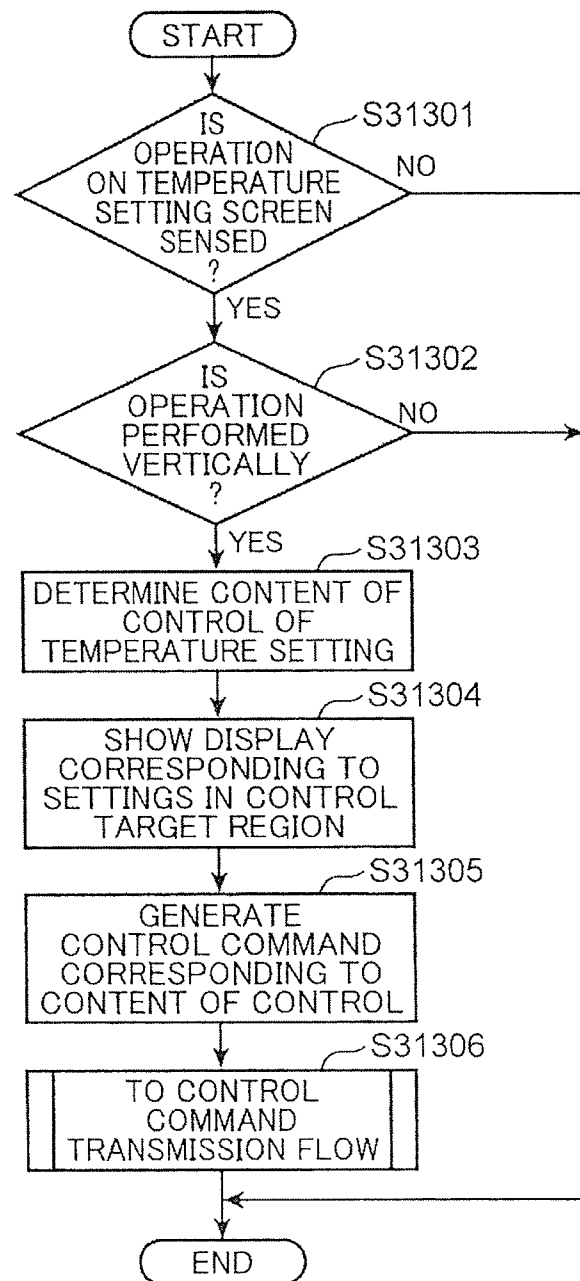 START
S31301
IS
OPERATION
ON TEMPERATURE
SETTING SCREEN
SENSED
?
NO
YES
S31302
IS
OPERATION
PERFORMED
VERTICALLY
?
NO
YES
S31303
DETERMINE CONTENT OF
CONTROL OF
TEMPERATURE SETTING
S31304
SHOW DISPLAY
CORRESPONDING TO
SETTINGS IN CONTROL
TARGET REGION
S31305
GENERATE
CONTROL COMMAND
CORRESPONDING TO
CONTENT OF CONTROL
S31306
TO CONTROL
COMMAND
TRANSMISSION FLOW
END